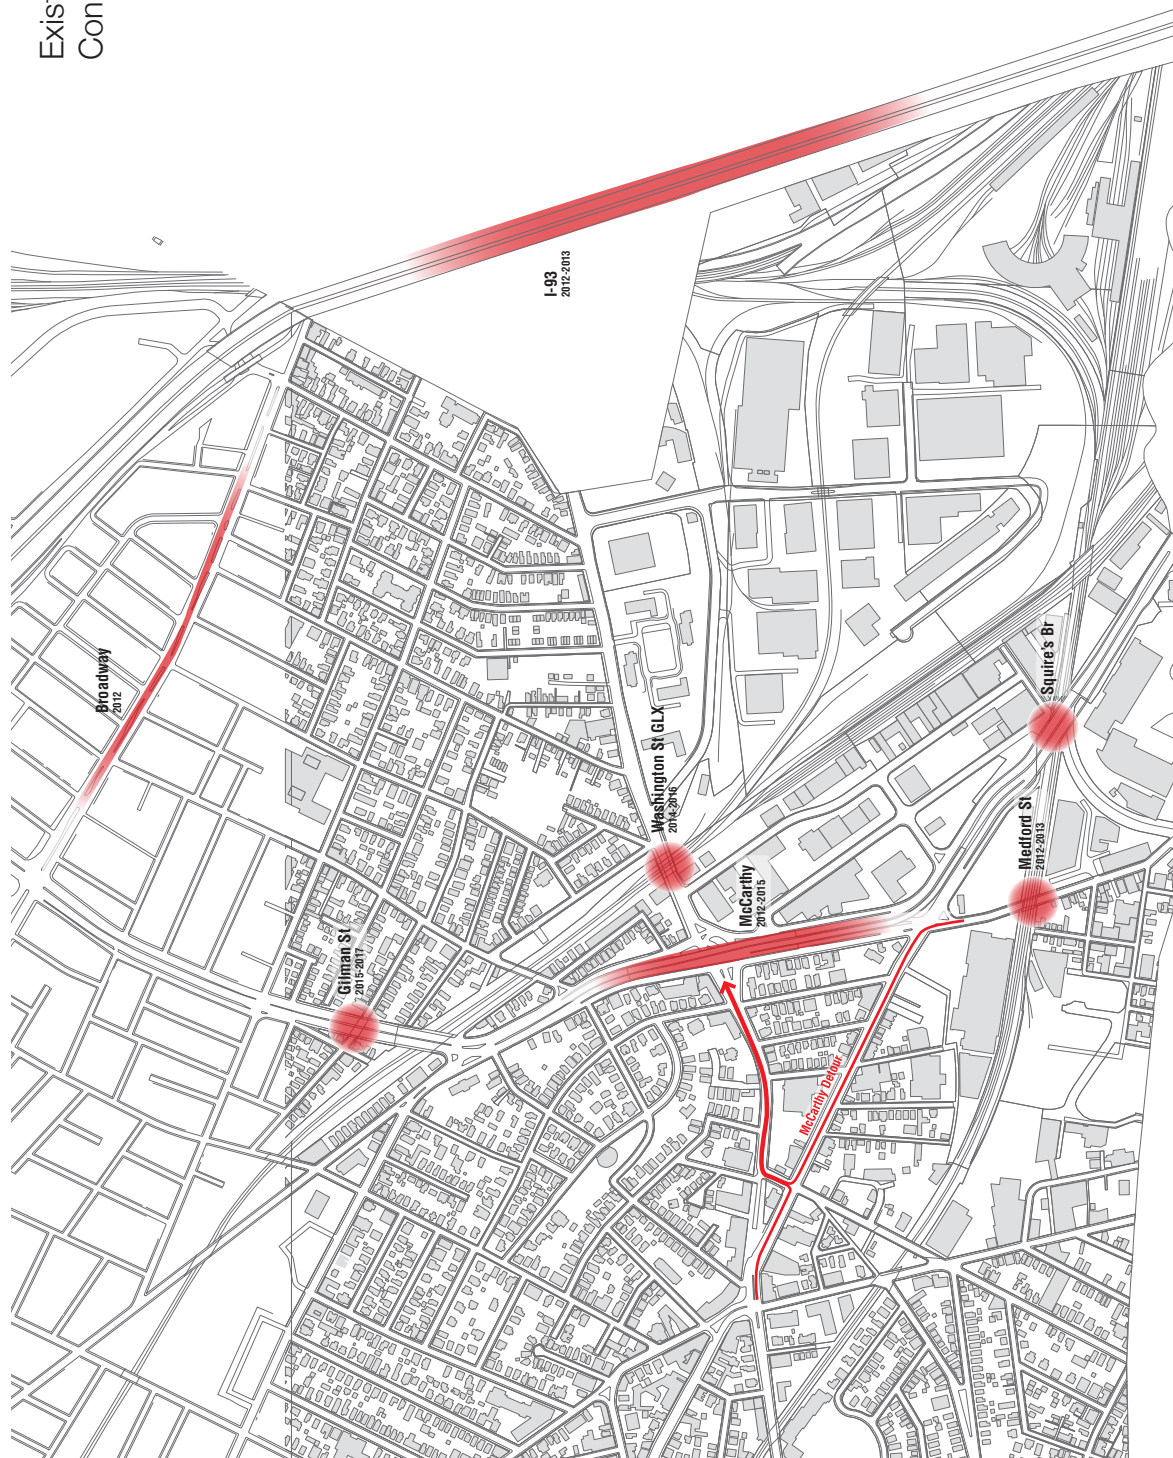 Exis
Con
I-93
2012-2013
Broadway
2012
Squire's Br
Washington St GLX
2014-2016
Medford St
2012-2013
McCarthy
2012-2015
Gilman St
2015-2017
McCarthy Detour